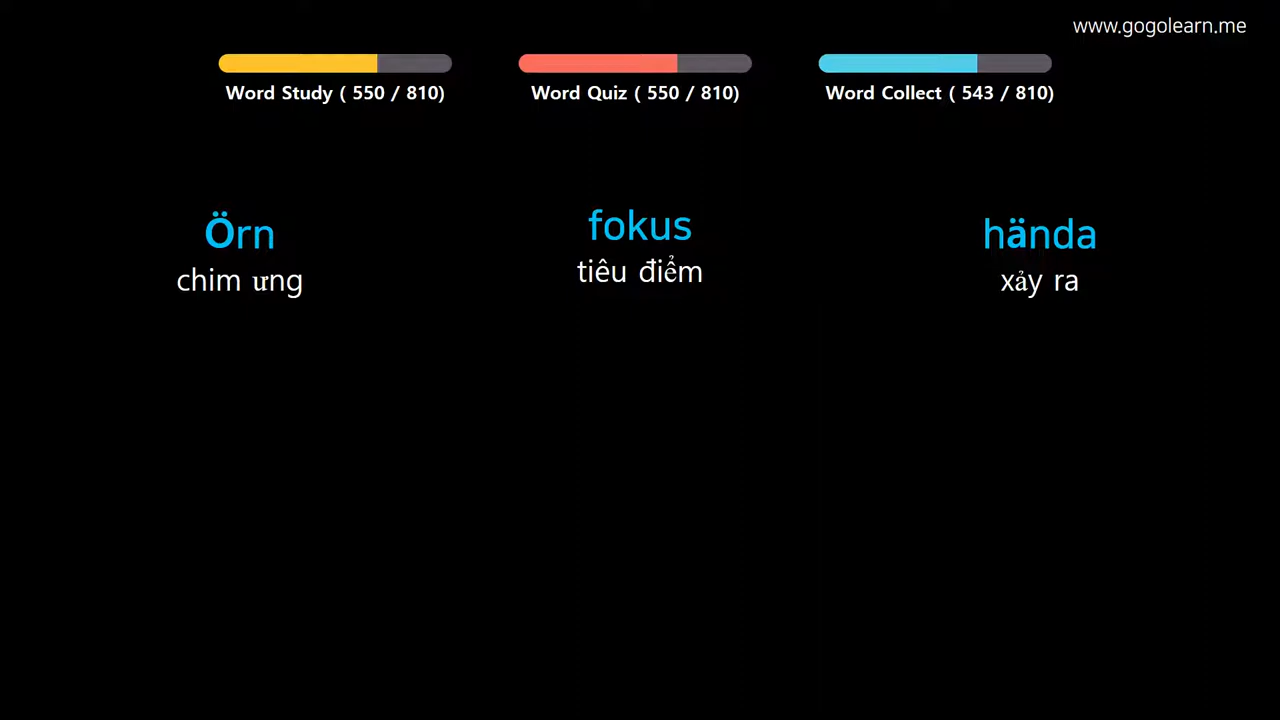 www.gogolearn.me
Word Study ( 550 / 810)
Word Quiz ( 550 / 810)
Word Collect ( 543 / 810)
Örn
chim ưng
fokus
tiêu điểm
hända
xảy ra